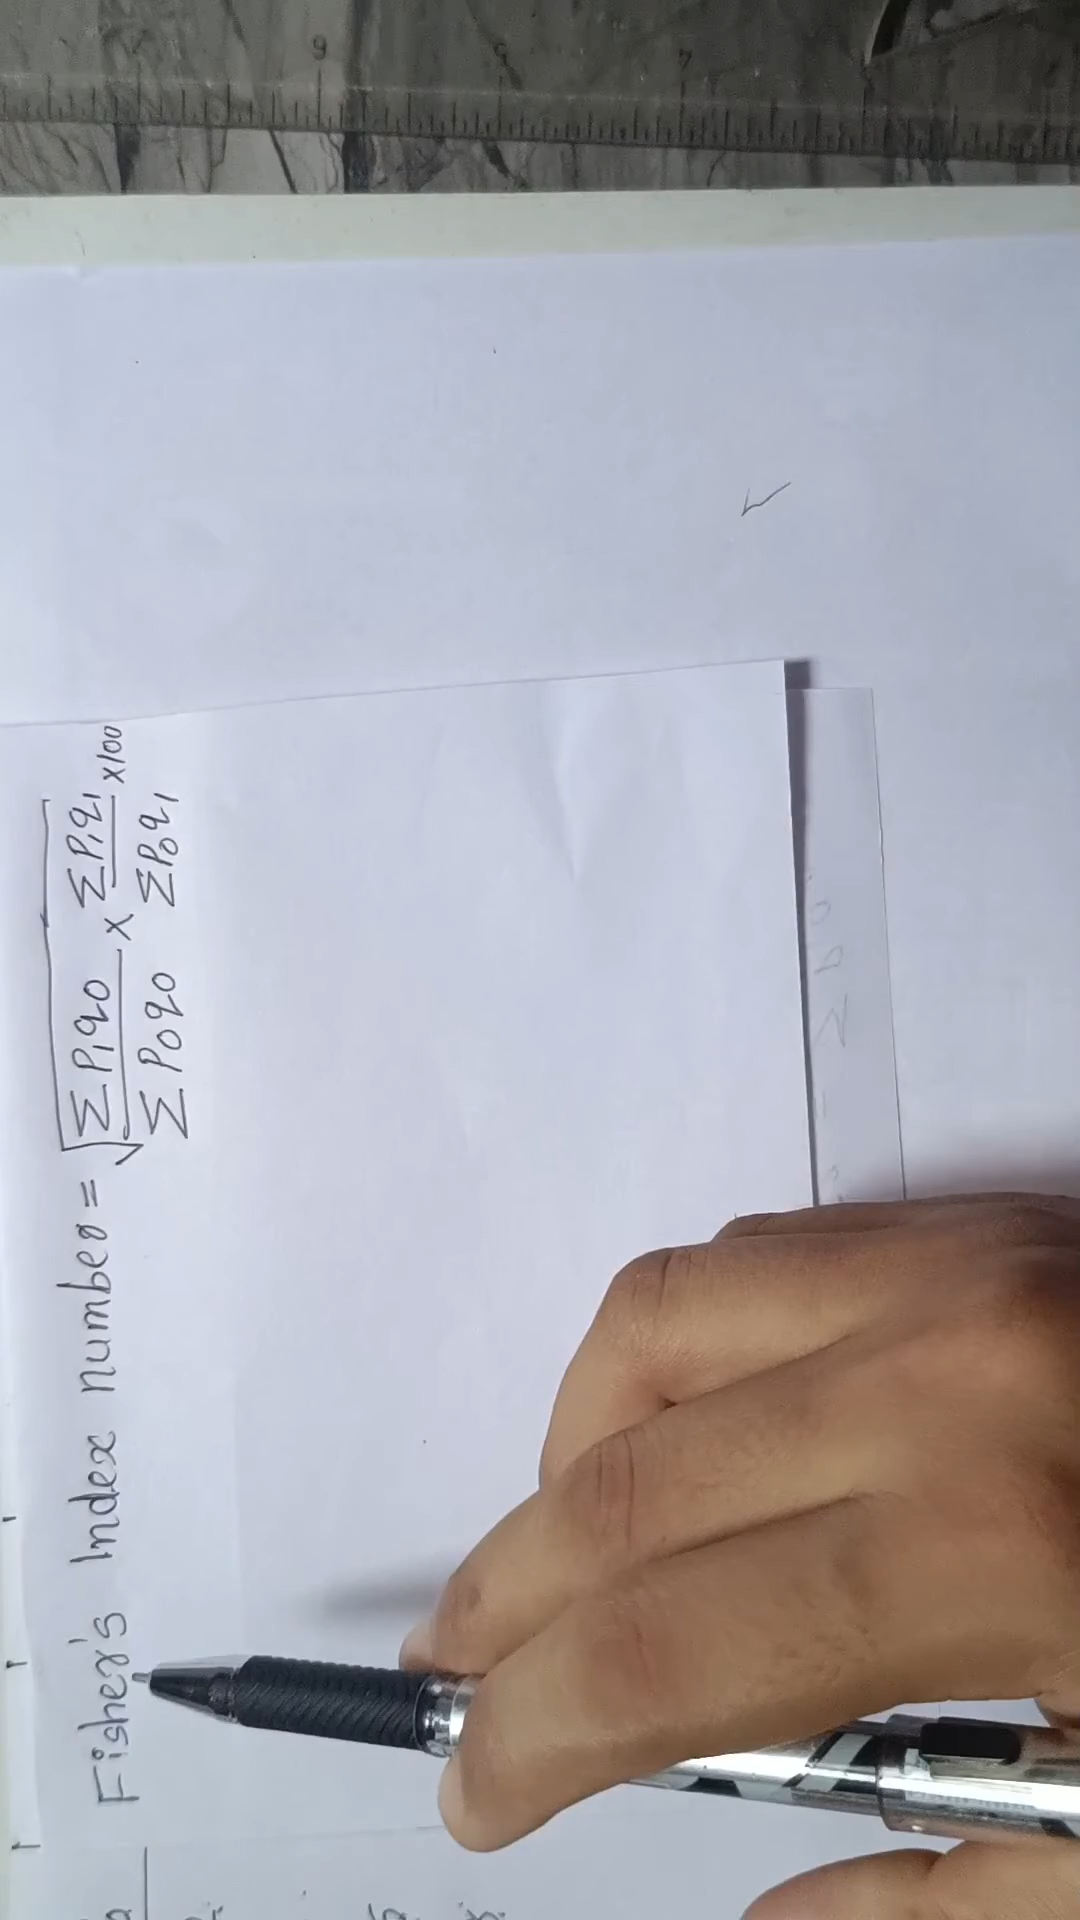 Fisher's Index number = √ΣP₁q₀/ΣP₀q₀ × ΣP₁q₁/ΣP₀q₁ ×100